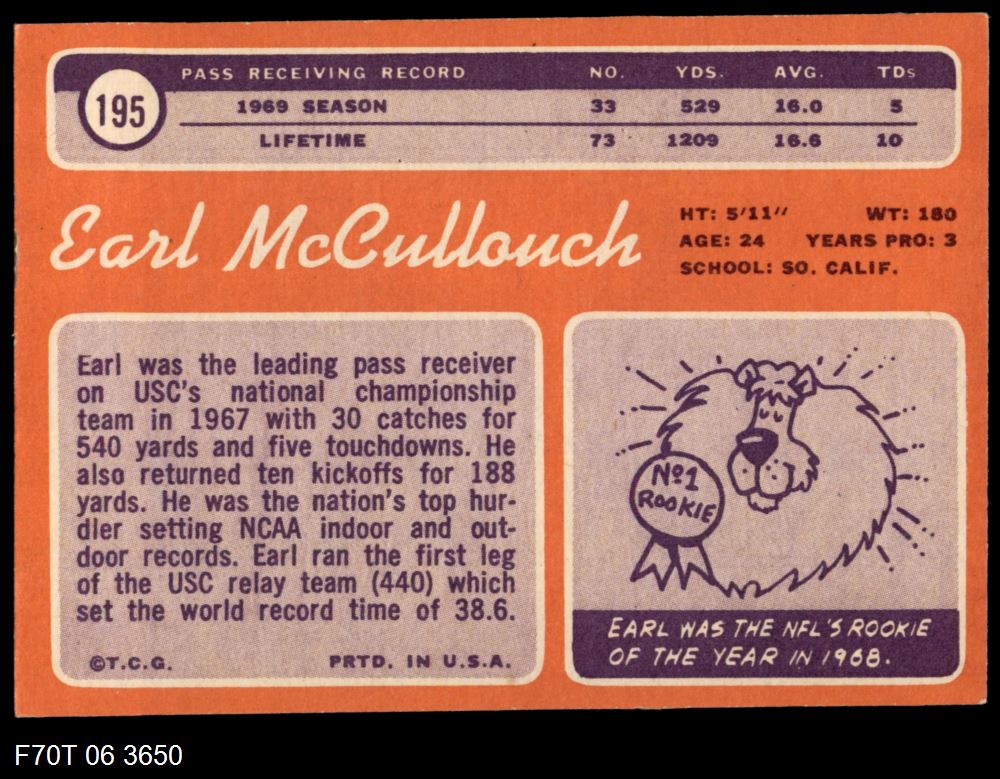 195
PASS RECEIVING RECORD NO. YDS. AVG. TDs
1969 SEASON 33 529 16.0 5
LIFETIME 73 1209 16.6 10
Earl McCullouch
HT: 5'11" WT: 180
AGE: 24 YEARS PRO: 3
SCHOOL: SO. CALIF.
Earl was the leading pass receiver
on USC's national championship
team in 1967 with 30 catches for
540 yards and five touchdowns. He
also returned ten kickoffs for 188
yards. He was the nation's top hur-
dler setting NCAA indoor and out-
door records. Earl ran the first leg
of the USC relay team (440) which
set the world record time of 38.6.
©T.C.G. PRTD. IN U.S.A.
Nº1
ROOKIE
EARL WAS THE NFL'S ROOKIE
OF THE YEAR IN 1968.
F70T 06 3650